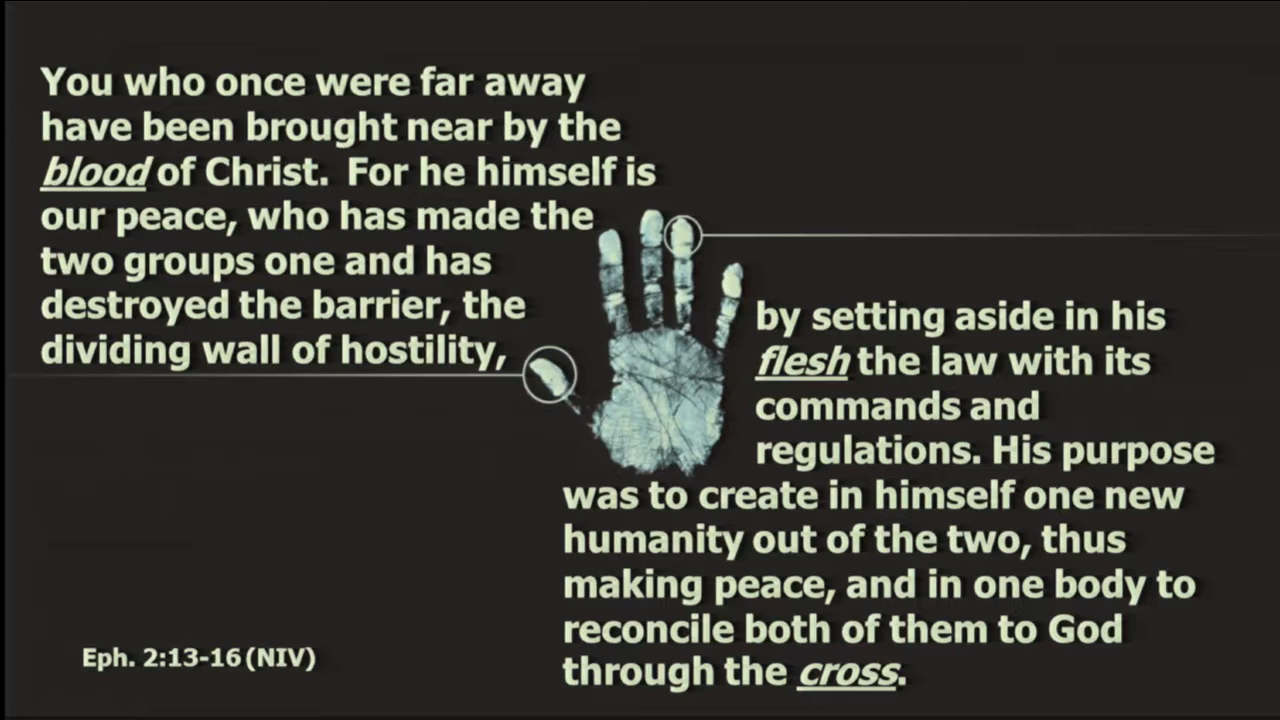 You who once were far away
have been brought near by the
blood of Christ.  For he himself is
our peace, who has made the
two groups one and has
destroyed the barrier, the
dividing wall of hostility,
by setting aside in his
flesh the law with its
commands and
regulations. His purpose
was to create in himself one new
humanity out of the two, thus
making peace, and in one body to
reconcile both of them to God
through the cross.
Eph. 2:13-16 (NIV)